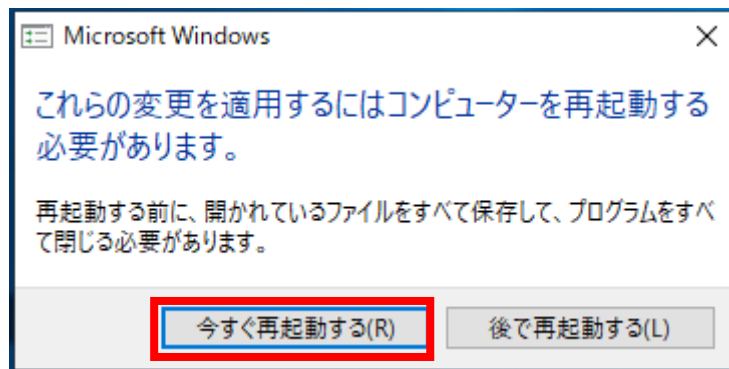 Microsoft Windows
これらの変更を適用するにはコンピューターを再起動する
必要があります。
再起動する前に、開かれているファイルをすべて保存して、プログラムをすべ
て閉じる必要があります。
今すぐ再起動する(R)
後で再起動する(L)